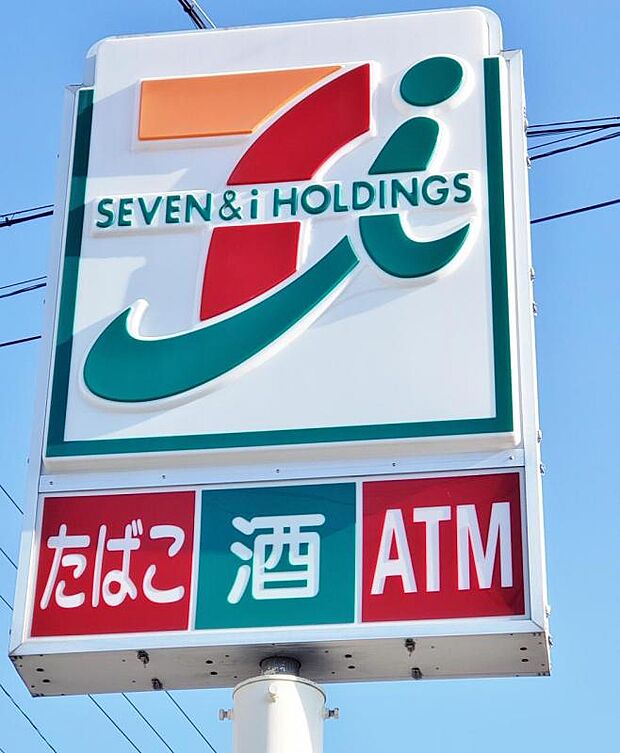 SEVEN & i HOLDINGS
たばこ 酒 ATM